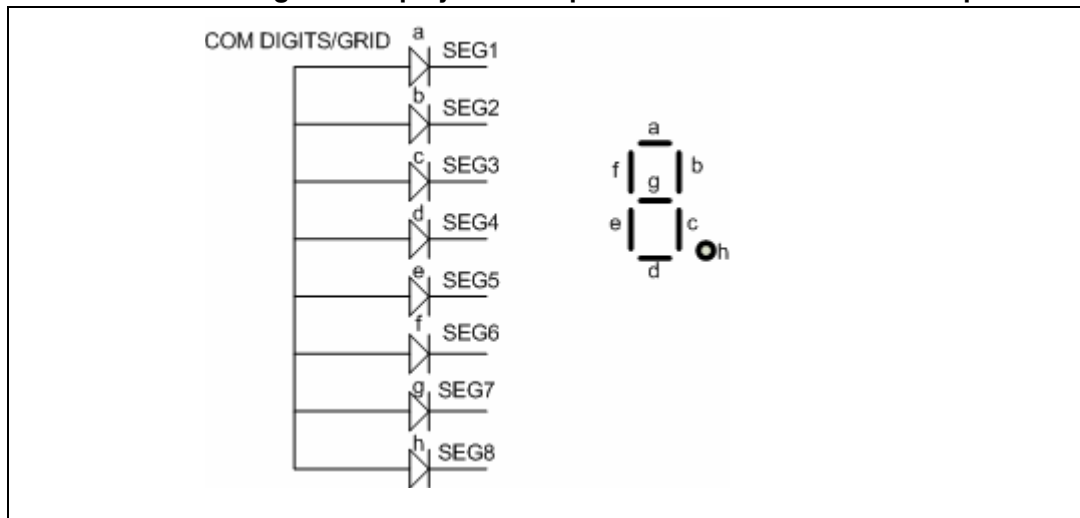 COM DIGITS/GRID
a SEG1
b SEG2
c SEG3
d SEG4
e SEG5
f SEG6
g SEG7
h SEG8
a
f b
g
e c
h
d